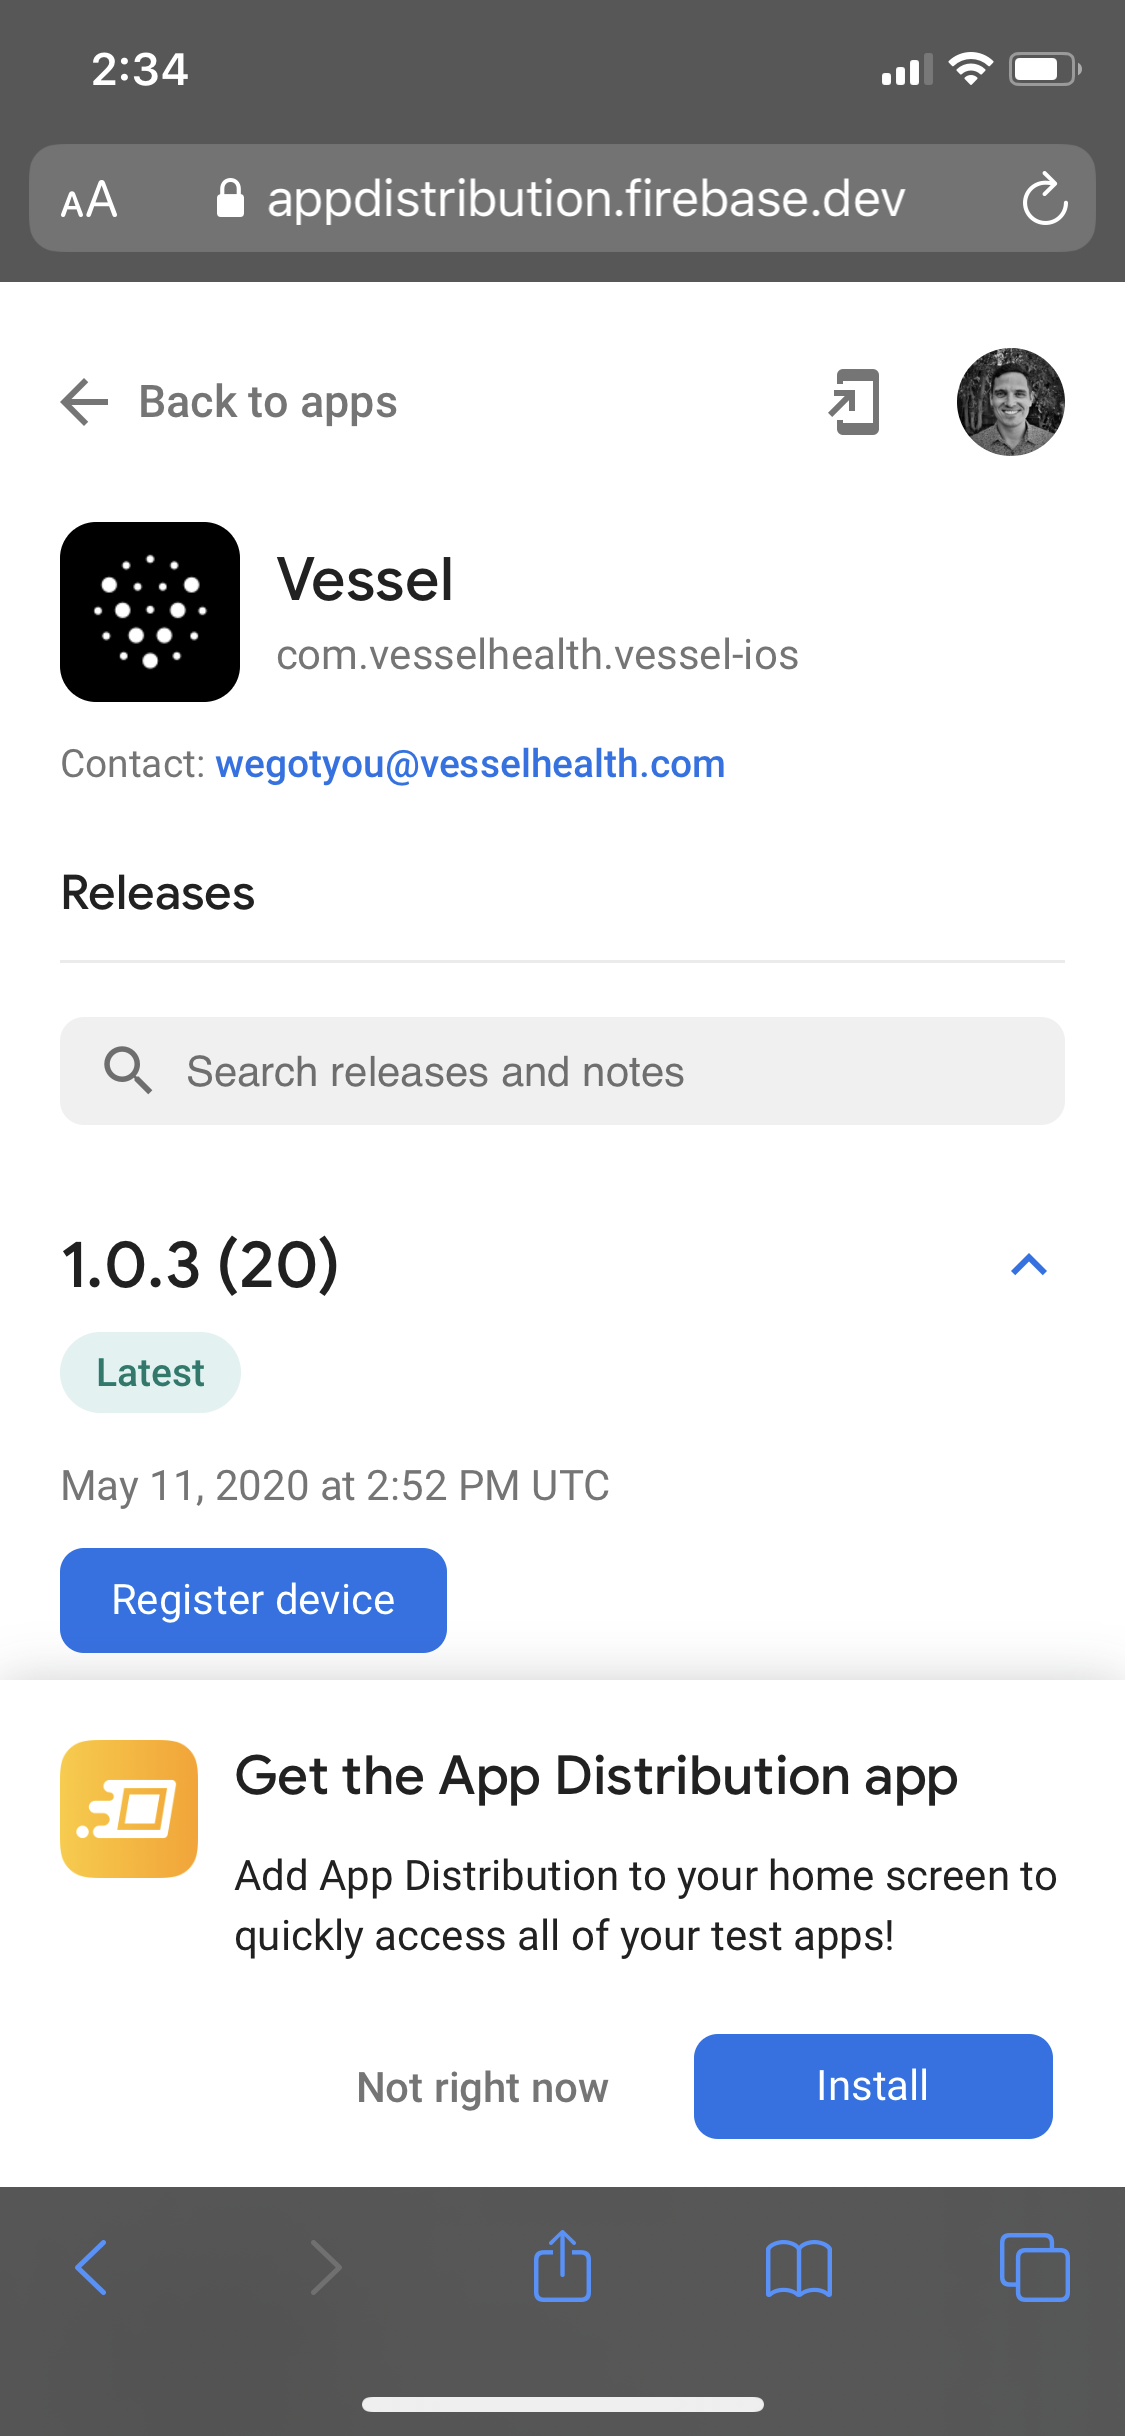 2:34
AA appdistribution.firebase.dev
Back to apps
Vessel
com.vesselhealth.vessel-ios
Contact: wegotyou@vesselhealth.com
Releases
Search releases and notes
1.0.3 (20)
Latest
May 11, 2020 at 2:52 PM UTC
Register device
Get the App Distribution app
Add App Distribution to your home screen to
quickly access all of your test apps!
Not right now
Install